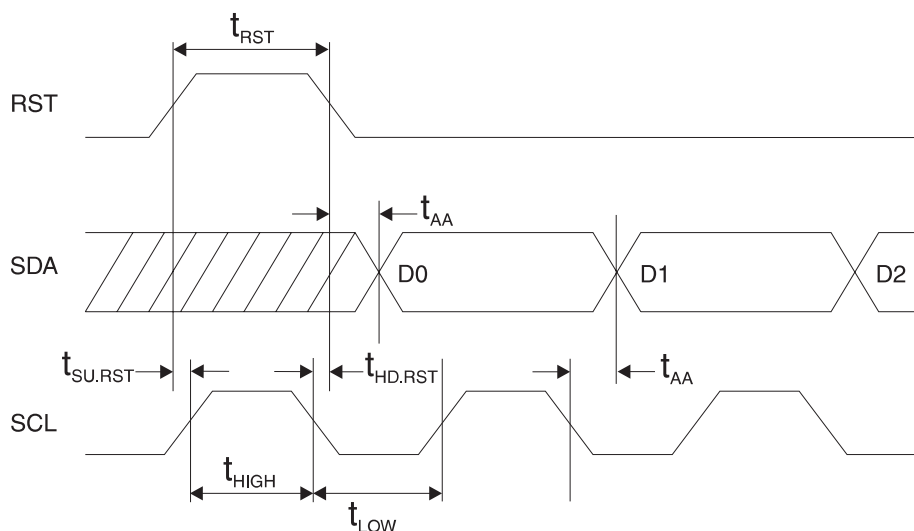 tRST
RST
tAA
SDA
D0
D1
D2
tSU.RST
tHD.RST
tAA
SCL
tHIGH
tLOW